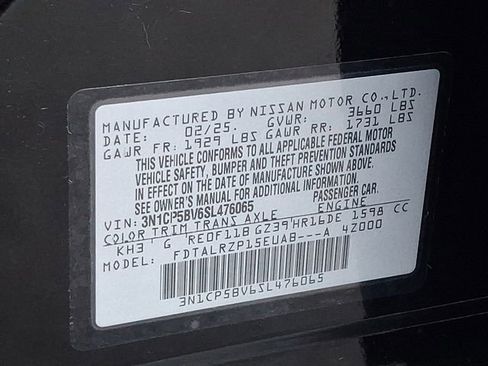 MANUFACTURED BY NISSAN MOTOR CO., LTD.
DATE: 02/25. GVWR: 3660 LBS
GAWR FR: 1929 LBS GAWR RR: 1731 LBS
THIS VEHICLE CONFORMS TO ALL APPLICABLE FEDERAL MOTOR
VEHICLE SAFETY, BUMPER AND THEFT PREVENTION STANDARDS
IN EFFECT ON THE DATE OF MANUFACTURE SHOWN ABOVE.
SEE OWNER'S MANUAL FOR ADDITIONAL INFORMATION.
VIN: 3N1CP5BV6SL476065 PASSENGER CAR
COLOR TRIM TRANS AXLE ENGINE
KH3 G RE0F11B GZ39 HR16DE 1598 CC
MODEL: FDTALRZP15EUAB---A 4Z000
3N1CP5BV6SL476065